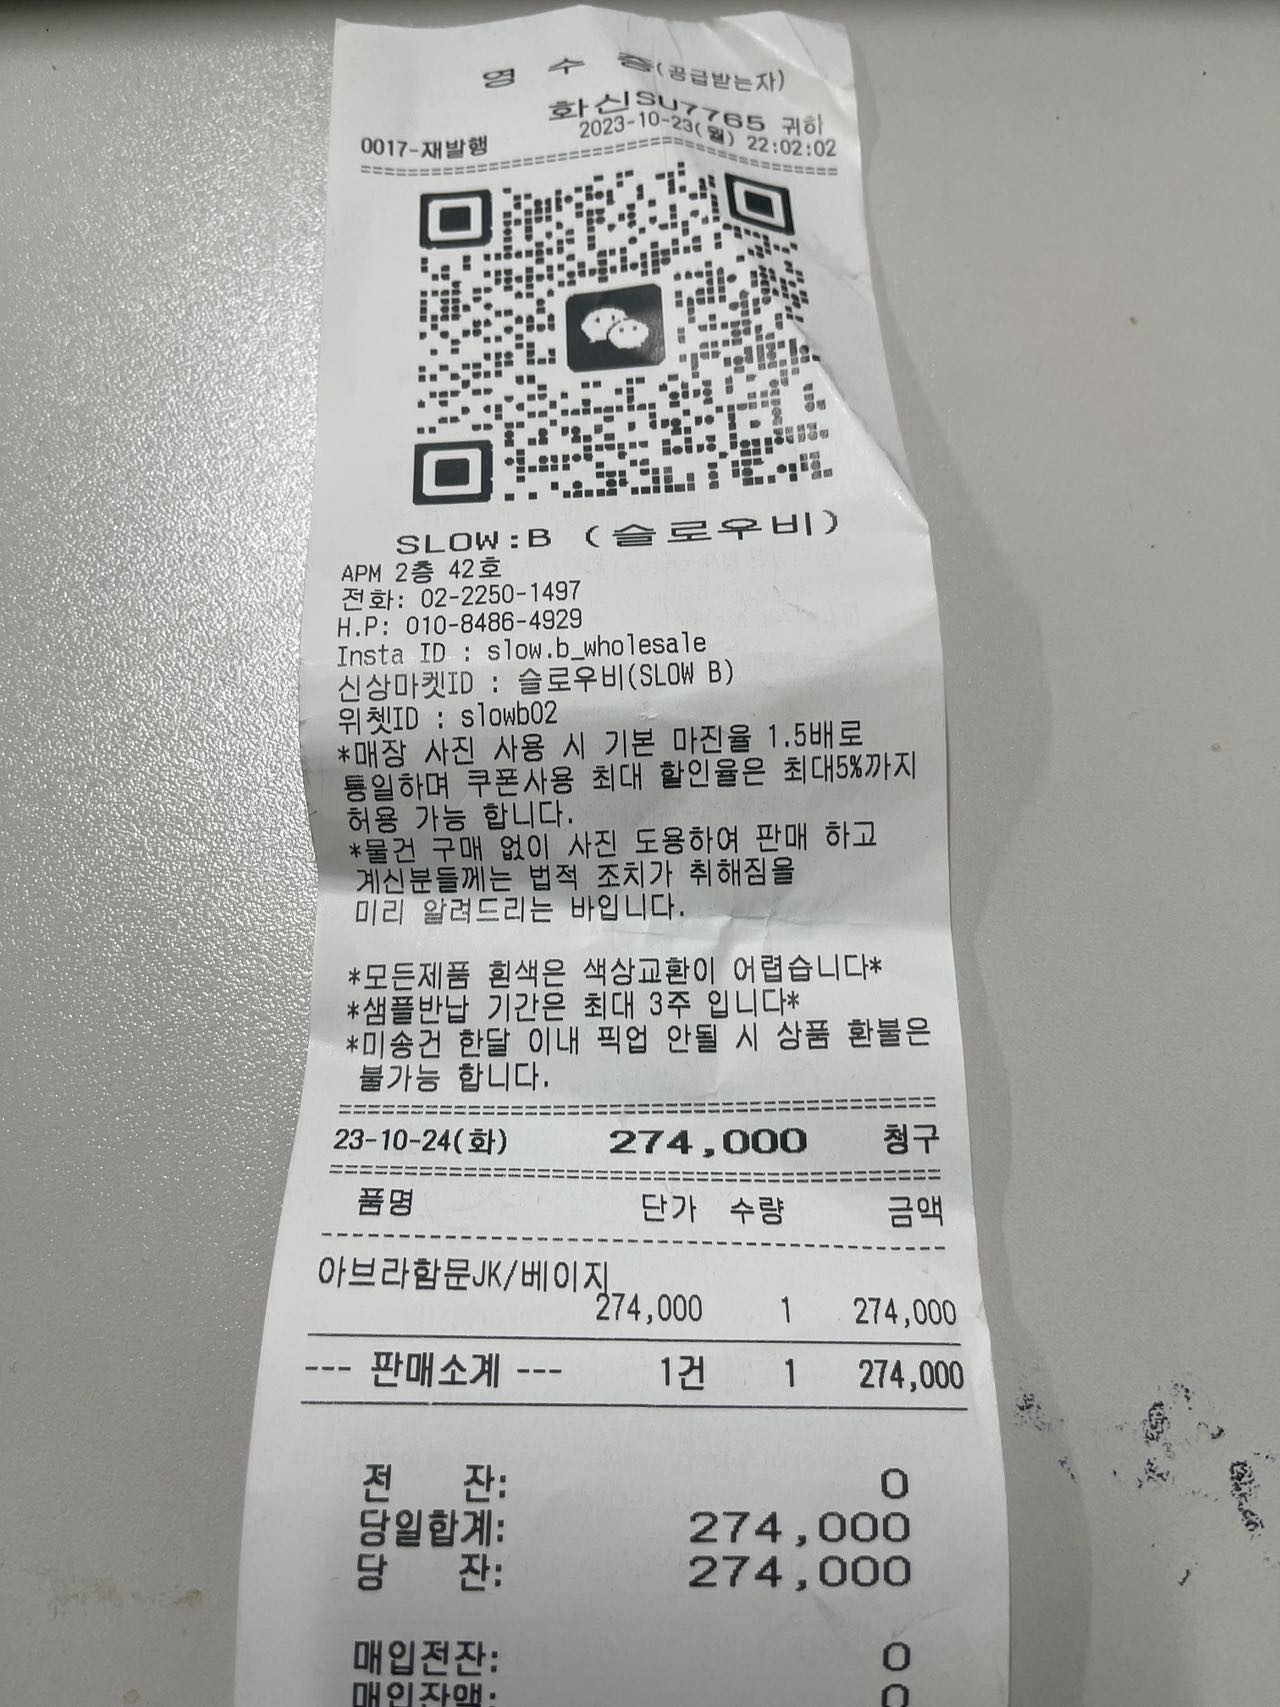 영 수 증(공급받는자)
화신SU7765 귀하
2023-10-23(월) 22:02:02
0017-재발행
SLOW:B (슬로우비)
APM 2층 42호
전화: 02-2250-1497
H.P: 010-8486-4929
Insta ID : slow.b_wholesale
신상마켓ID : 슬로우비(SLOW B)
위쳇ID : slowb02
*매장 사진 사용 시 기본 마진율 1.5배로
통일하며 쿠폰사용 최대 할인율은 최대5%까지
허용 가능 합니다.
*물건 구매 없이 사진 도용하여 판매 하고
계신분들께는 법적 조치가 취해짐을
미리 알려드리는 바입니다.
*모든제품 흰색은 색상교환이 어렵습니다*
*샘플반납 기간은 최대 3주 입니다*
*미송건 한달 이내 픽업 안될 시 상품 환불은
불가능 합니다.
23-10-24(화) 274,000 청구
품명 단가 수량 금액
아브라함문JK/베이지
274,000 1 274,000
--- 판매소계 --- 1건 1 274,000
전 잔: 0
당일합계: 274,000
당 잔: 274,000
매입전잔: 0
매입잔액: 0